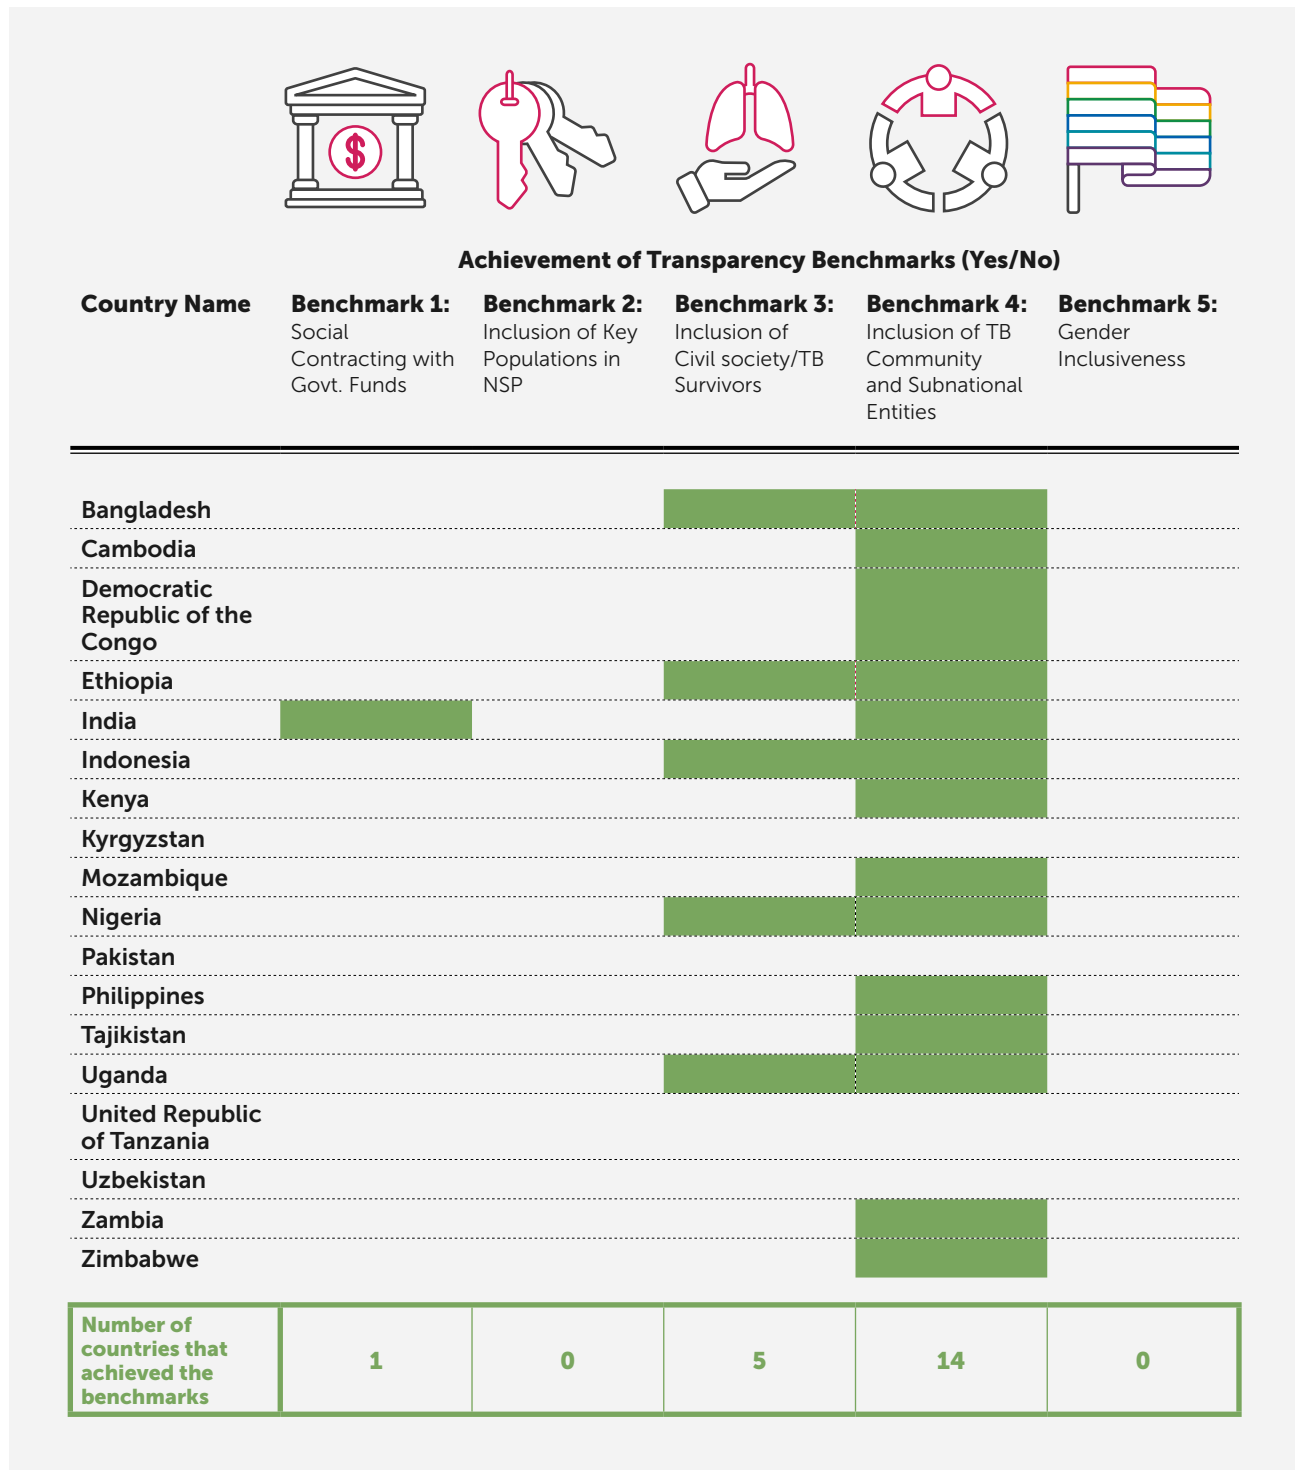 $
Achievement of Transparency Benchmarks (Yes/No)
Country Name
Benchmark 1:
Social
Contracting with
Govt. Funds
Benchmark 2:
Inclusion of Key
Populations in
NSP
Benchmark 3:
Inclusion of
Civil society/TB
Survivors
Benchmark 4:
Inclusion of TB
Community
and Subnational
Entities
Benchmark 5:
Gender
Inclusiveness
Bangladesh
Cambodia
Democratic
Republic of the
Congo
Ethiopia
India
Indonesia
Kenya
Kyrgyzstan
Mozambique
Nigeria
Pakistan
Philippines
Tajikistan
Uganda
United Republic
of Tanzania
Uzbekistan
Zambia
Zimbabwe
Number of
countries that
achieved the
benchmarks
1
0
5
14
0